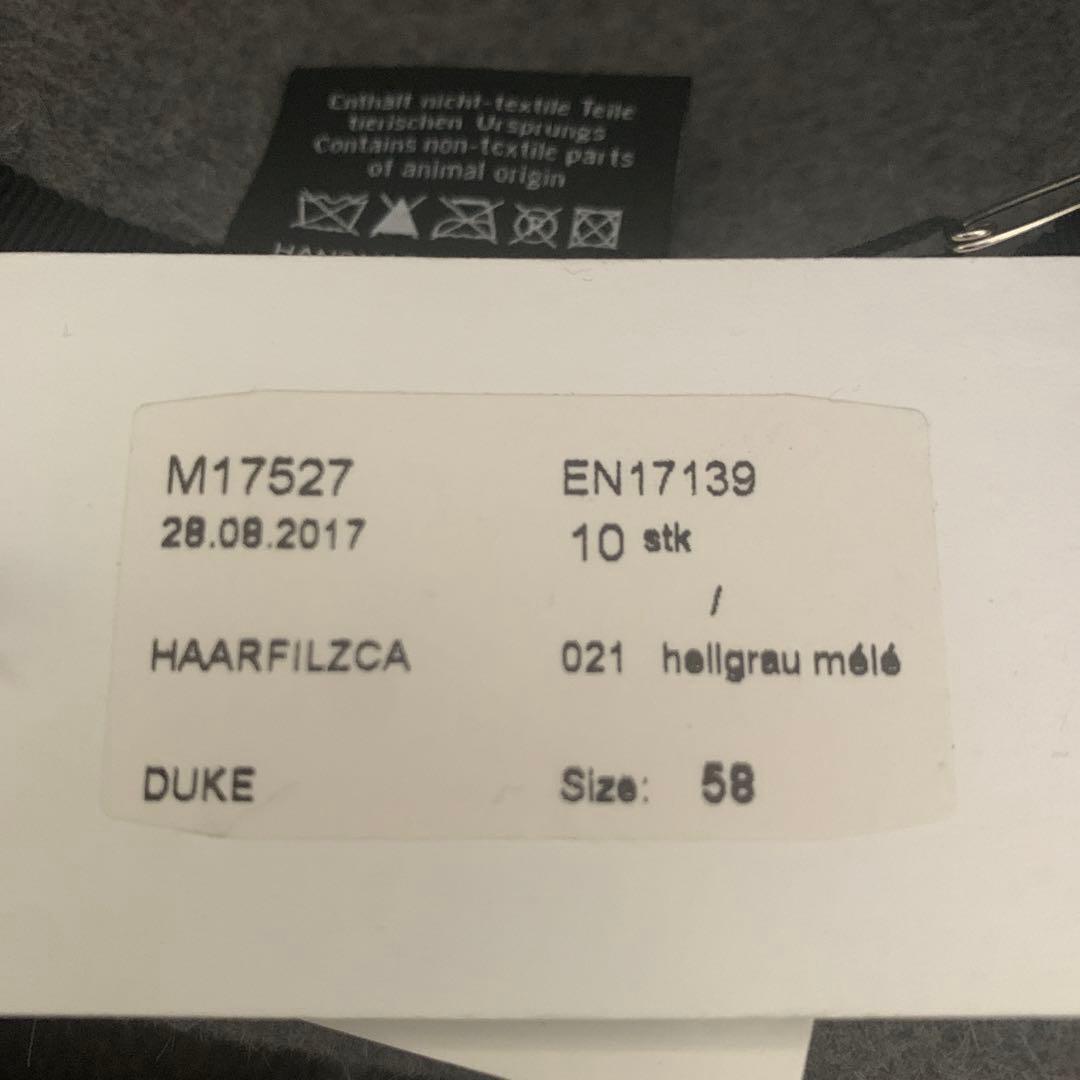 Enthält nicht-textile Teile
tierischen Ursprungs
Contains non-textile parts
of animal origin
M17527 EN17139
28.08.2017 10 stk
/
HAARFILZCA 021 hellgrau mélé
DUKE Size: 58